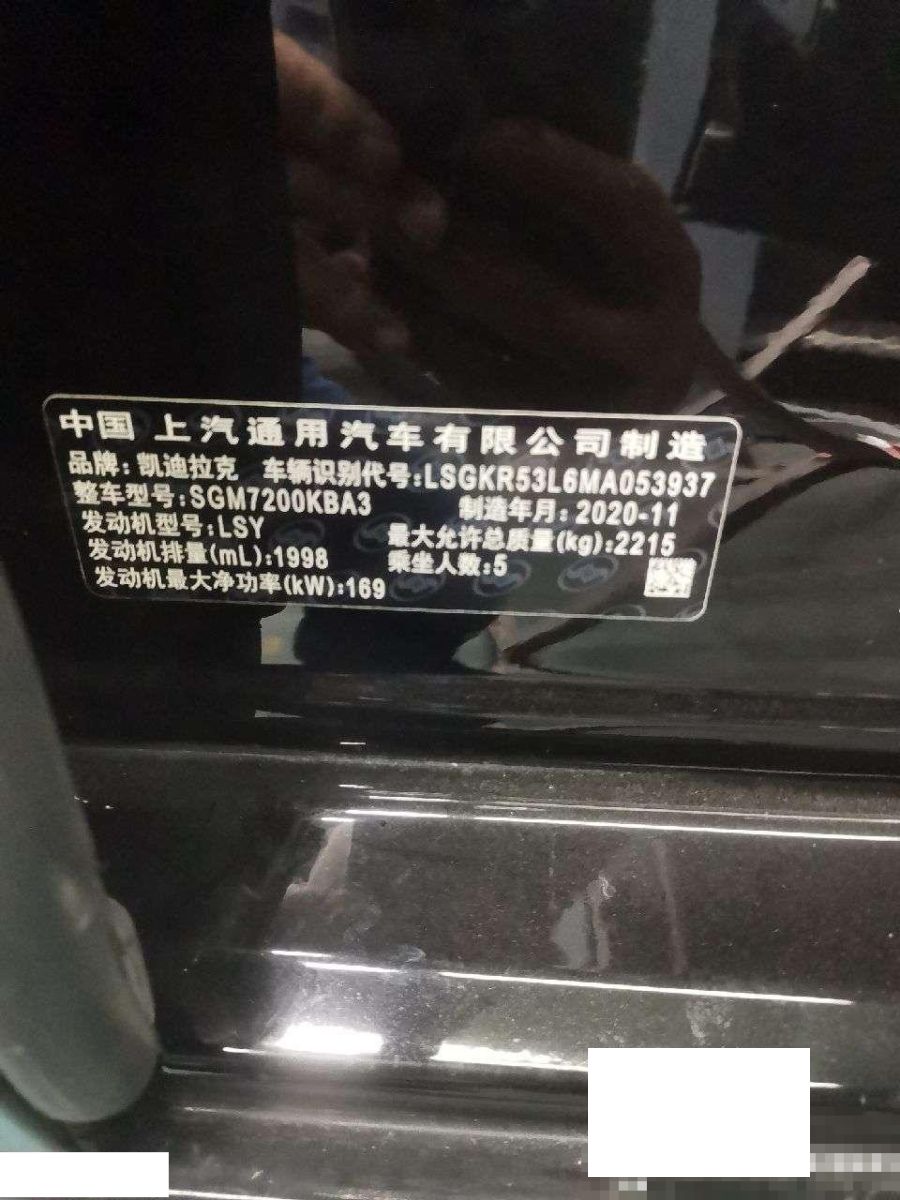 中国 上汽通用汽车有限公司制造
品牌：凯迪拉克 车辆识别代号：LSGKR53L6MA053937
整车型号：SGM7200KBA3 制造年月：2020-11
发动机型号：LSY 最大允许总质量(kg)：2215
发动机排量(mL)：1998 乘坐人数：5
发动机最大净功率(kW)：169